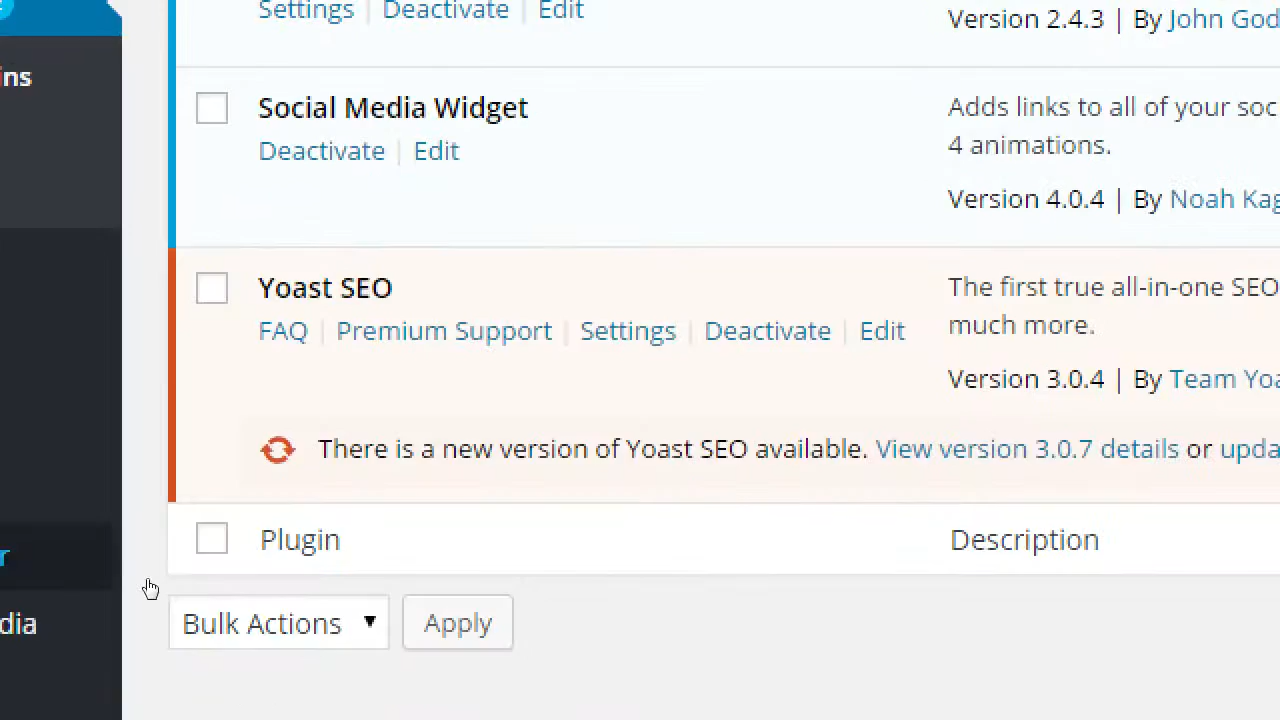 Settings | Deactivate | Edit
Version 2.4.3 | By John God
ins
Social Media Widget
Adds links to all of your soc
Deactivate | Edit
4 animations.
Version 4.0.4 | By Noah Kag
Yoast SEO
The first true all-in-one SEO
FAQ | Premium Support | Settings | Deactivate | Edit
much more.
Version 3.0.4 | By Team Yoa
There is a new version of Yoast SEO available. View version 3.0.7 details or upda
Plugin
Description
r
dia
Bulk Actions
Apply